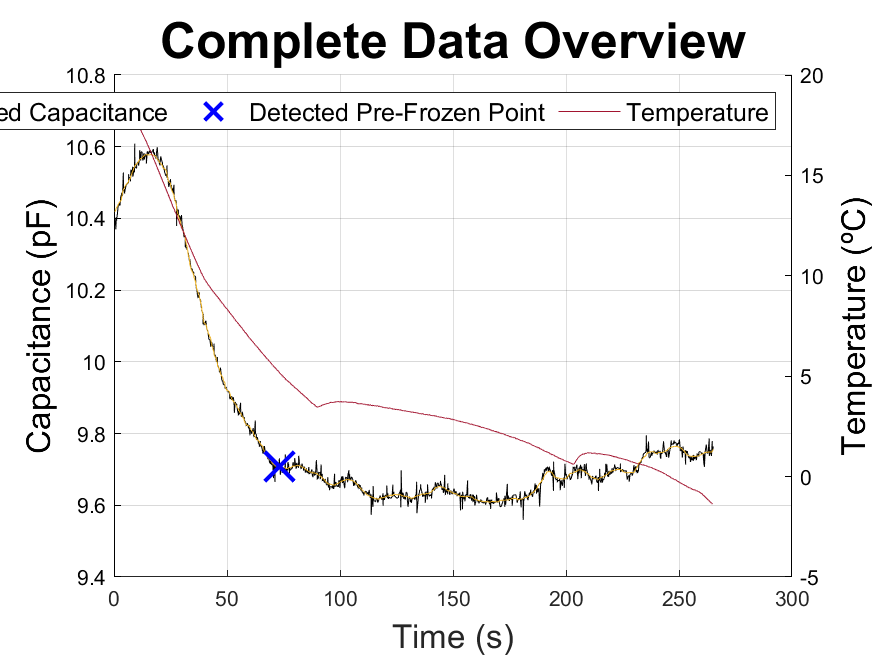 Complete Data Overview
ed Capacitance Detected Pre-Frozen Point Temperature
10.8
10.6
10.4
10.2
10
9.8
9.6
9.4
Capacitance (pF)
20
15
10
5
0
-5
Temperature (ºC)
0 50 100 150 200 250 300
Time (s)